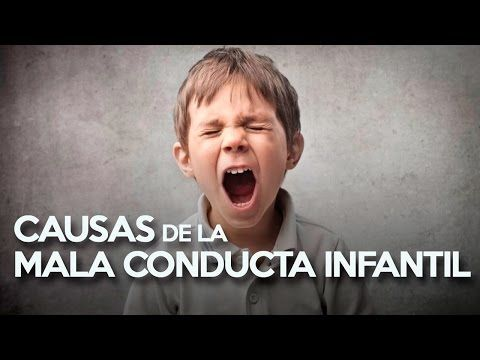 CAUSAS DE LA
MALA CONDUCTA INFANTIL